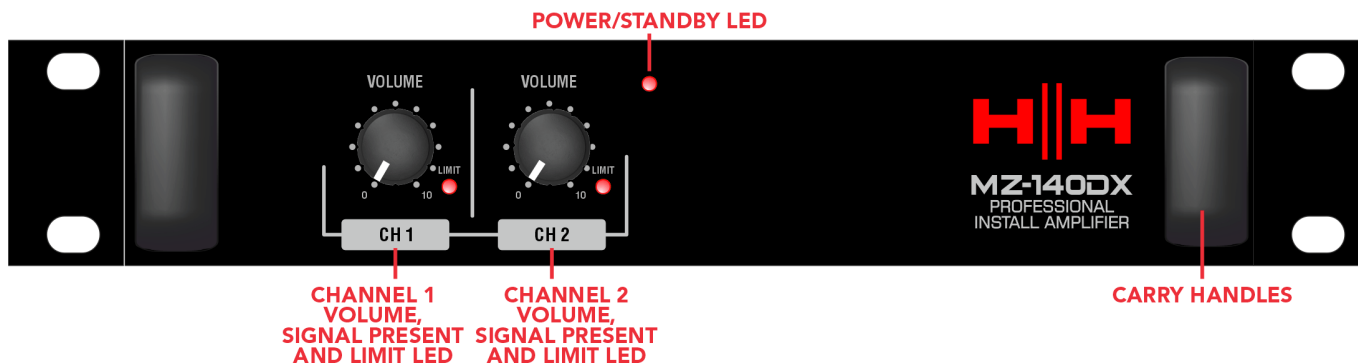 POWER/STANDBY LED
VOLUME
VOLUME
LIMIT
LIMIT
0
10
0
10
CH 1
CH 2
HH
MZ-140DX
PROFESSIONAL
INSTALL AMPLIFIER
CHANNEL 1
VOLUME,
SIGNAL PRESENT
AND LIMIT LED
CHANNEL 2
VOLUME,
SIGNAL PRESENT
AND LIMIT LED
CARRY HANDLES